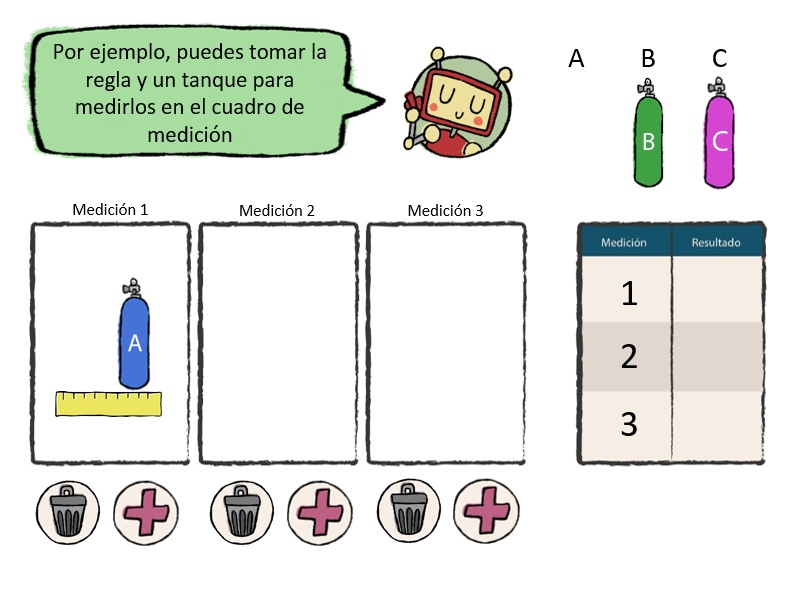 Por ejemplo, puedes tomar la
regla y un tanque para
medirlos en el cuadro de
medición
A B C
B C
Medición 1 Medición 2 Medición 3
A
Medición Resultado
1
2
3